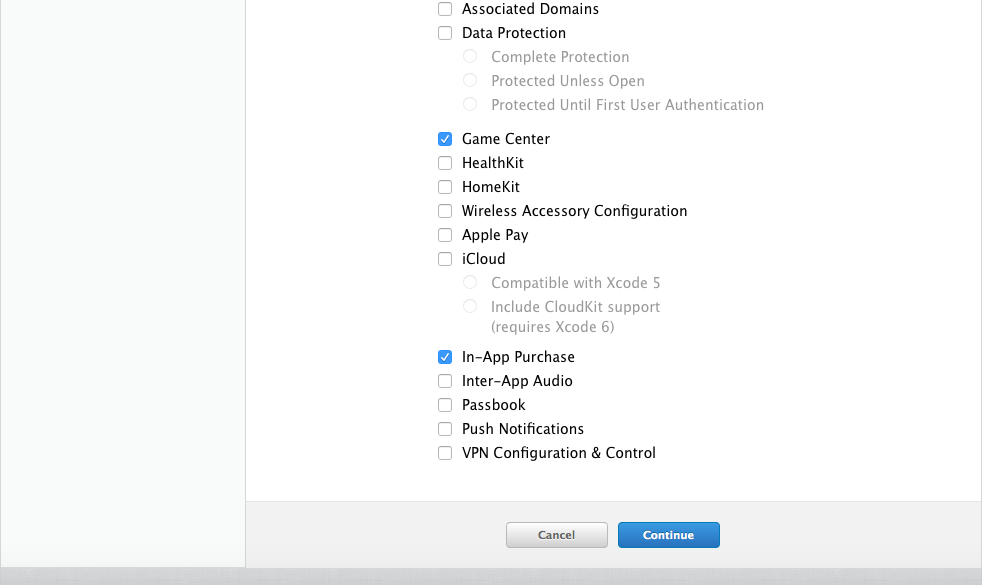 Associated Domains
Data Protection
Complete Protection
Protected Unless Open
Protected Until First User Authentication
Game Center
HealthKit
HomeKit
Wireless Accessory Configuration
Apple Pay
iCloud
Compatible with Xcode 5
Include CloudKit support
(requires Xcode 6)
In-App Purchase
Inter-App Audio
Passbook
Push Notifications
VPN Configuration & Control
Cancel
Continue